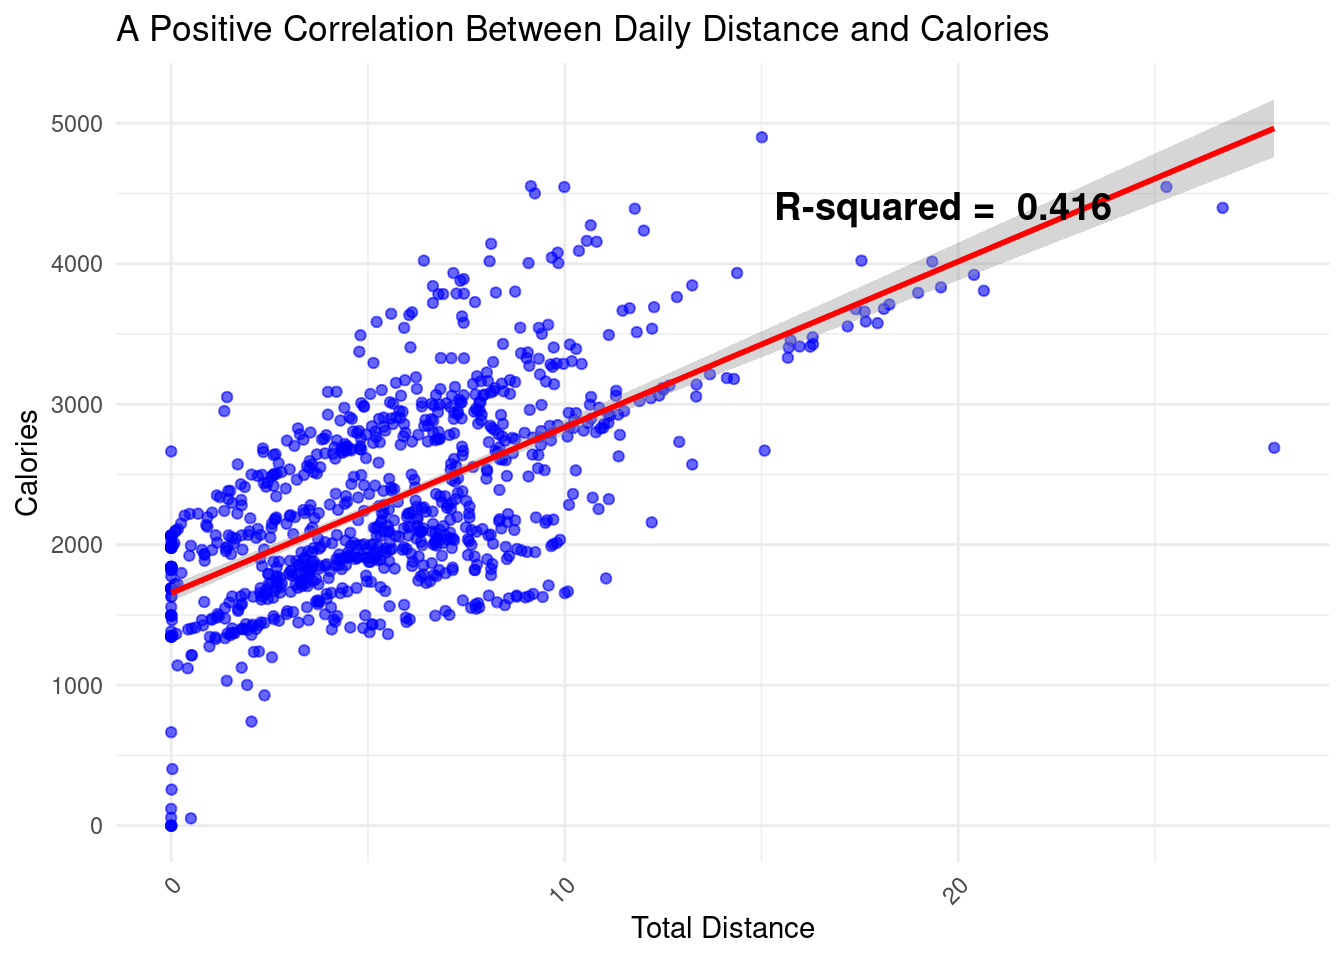 A Positive Correlation Between Daily Distance and Calories
5000
R-squared = 0.416
4000
3000
Calories
2000
1000
0
0
10
20
Total Distance